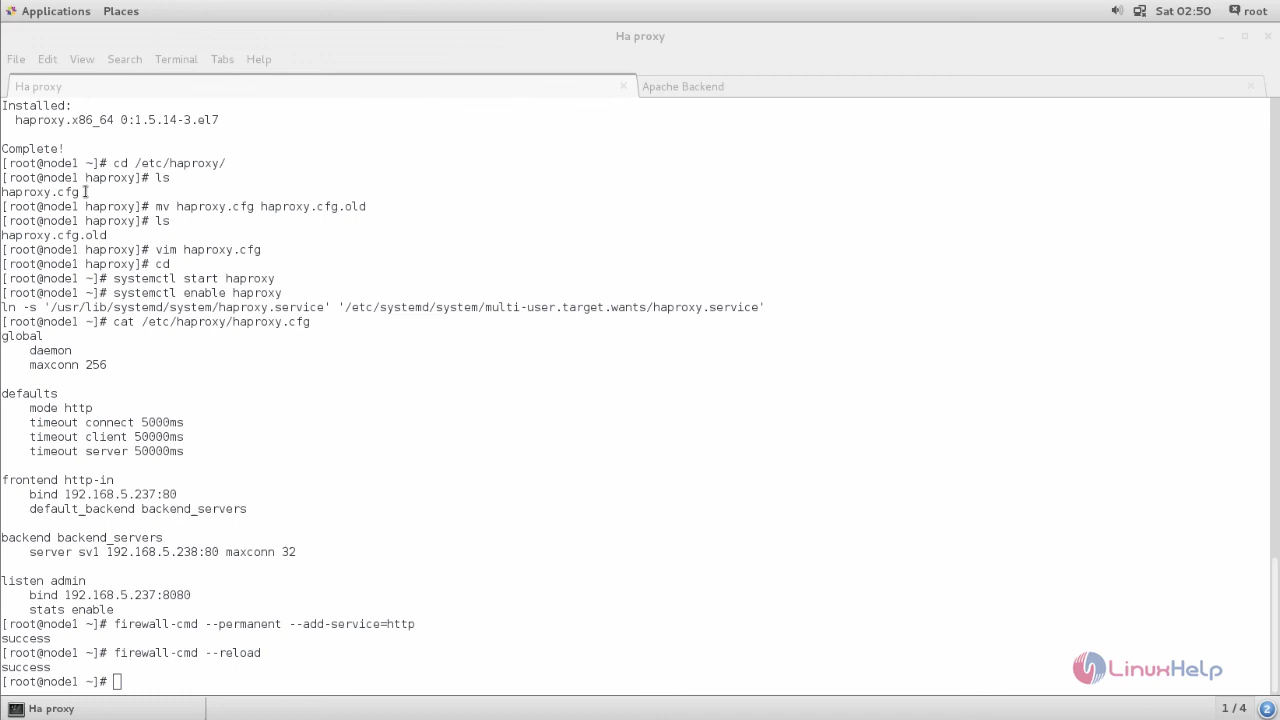 Applications Places Sat 02:50 root
Ha proxy
File Edit View Search Terminal Tabs Help
Ha proxy Apache Backend
Installed:
haproxy.x86_64 0:1.5.14-3.el7
Complete!
[root@node1 ~]# cd /etc/haproxy/
[root@node1 haproxy]# ls
haproxy.cfg
[root@node1 haproxy]# mv haproxy.cfg haproxy.cfg.old
[root@node1 haproxy]# ls
haproxy.cfg.old
[root@node1 haproxy]# vim haproxy.cfg
[root@node1 haproxy]# cd
[root@node1 ~]# systemctl start haproxy
[root@node1 ~]# systemctl enable haproxy
ln -s '/usr/lib/systemd/system/haproxy.service' '/etc/systemd/system/multi-user.target.wants/haproxy.service'
[root@node1 ~]# cat /etc/haproxy/haproxy.cfg
global
daemon
maxconn 256
defaults
mode http
timeout connect 5000ms
timeout client 50000ms
timeout server 50000ms
frontend http-in
bind 192.168.5.237:80
default_backend backend_servers
backend backend_servers
server sv1 192.168.5.238:80 maxconn 32
listen admin
bind 192.168.5.237:8080
stats enable
[root@node1 ~]# firewall-cmd --permanent --add-service=http
success
[root@node1 ~]# firewall-cmd --reload
success
[root@node1 ~]#
LinuxHelp
Ha proxy 1 / 4 2